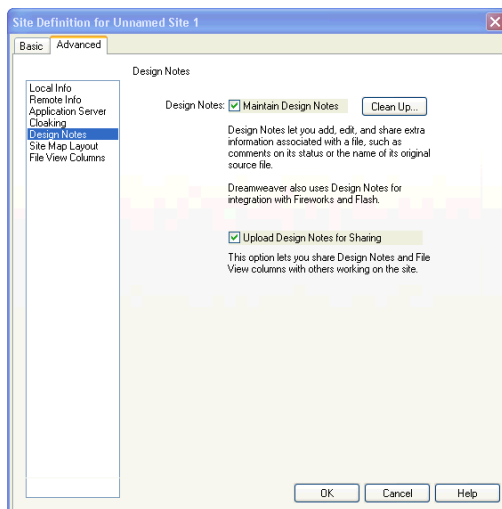 Site Definition for Unnamed Site 1
Basic
Advanced
Design Notes
Local Info
Remote Info
Application Server
Cloaking
Design Notes
Site Map Layout
File View Columns
Design Notes:
Maintain Design Notes
Clean Up...
Design Notes let you add, edit, and share extra
information associated with a file, such as
comments on its status or the name of its original
source file.
Dreamweaver also uses Design Notes for
integration with Fireworks and Flash.
Upload Design Notes for Sharing
This option lets you share Design Notes and File
View columns with others working on the site.
OK
Cancel
Help